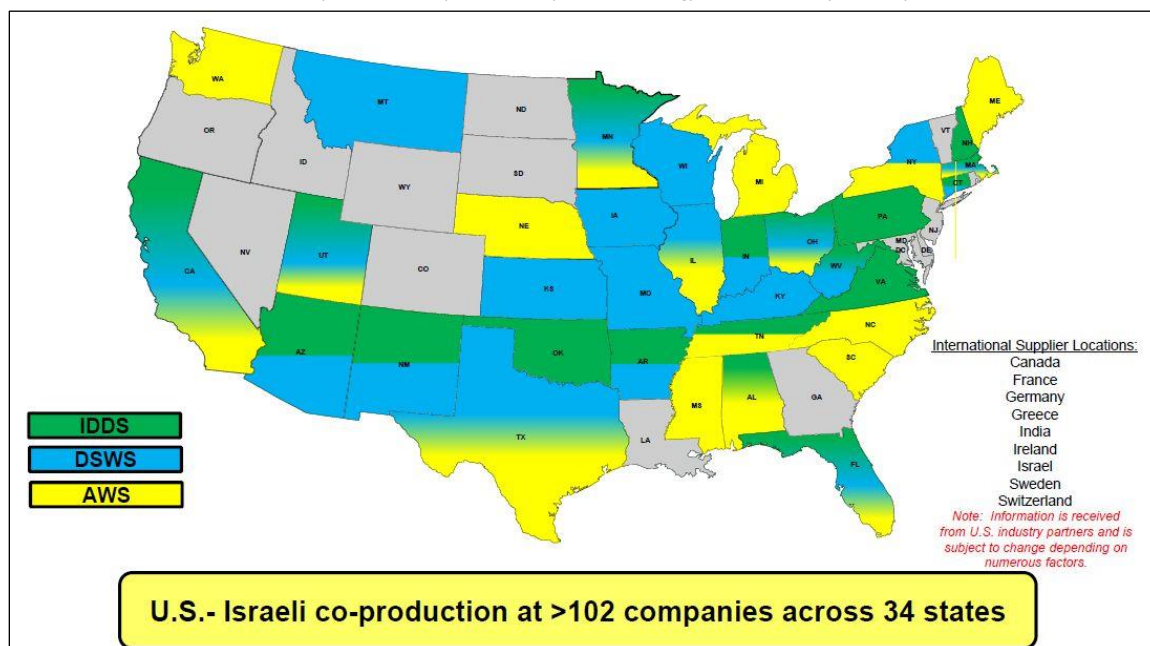 WA
MT
ND
MN
ME
OR
ID
SD
WI
VT
NH
NY
MA
WY
MI
CT
NE
IA
PA
NJ
NV
UT
CO
IL
IN
OH
MD
DC
DE
CA
KS
MO
WV
VA
KY
NC
AZ
NM
OK
AR
TN
SC
MS
AL
GA
TX
LA
FL
International Supplier Locations:
Canada
France
Germany
Greece
India
Ireland
Israel
Sweden
Switzerland
Note: Information is received
from U.S. industry partners and is
subject to change depending on
numerous factors.
IDDS
DSWS
AWS
U.S.- Israeli co-production at >102 companies across 34 states